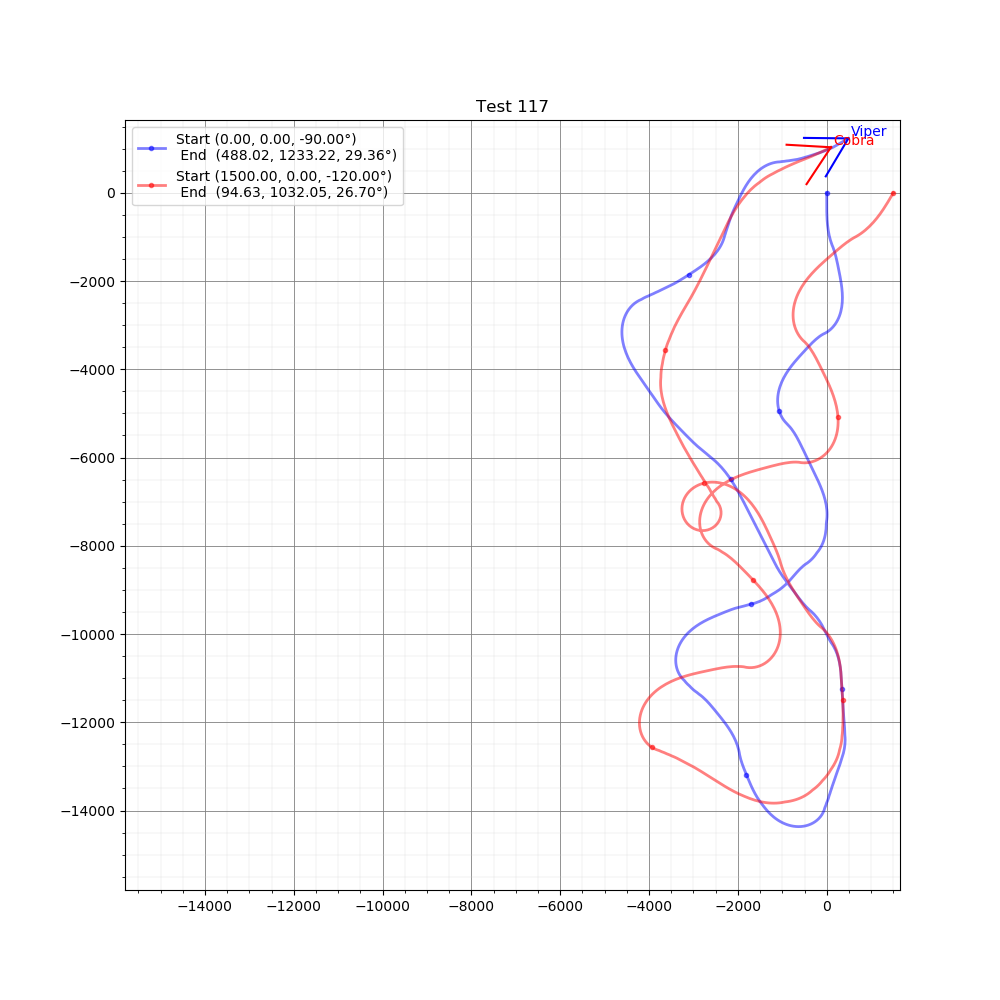 Test 117
Start (0.00, 0.00, -90.00°)
End  (488.02, 1233.22, 29.36°)
Start (1500.00, 0.00, -120.00°)
End  (94.63, 1032.05, 26.70°)
Viper
Cobra
0
−2000
−4000
−6000
−8000
−10000
−12000
−14000
−14000 −12000 −10000 −8000 −6000 −4000 −2000 0